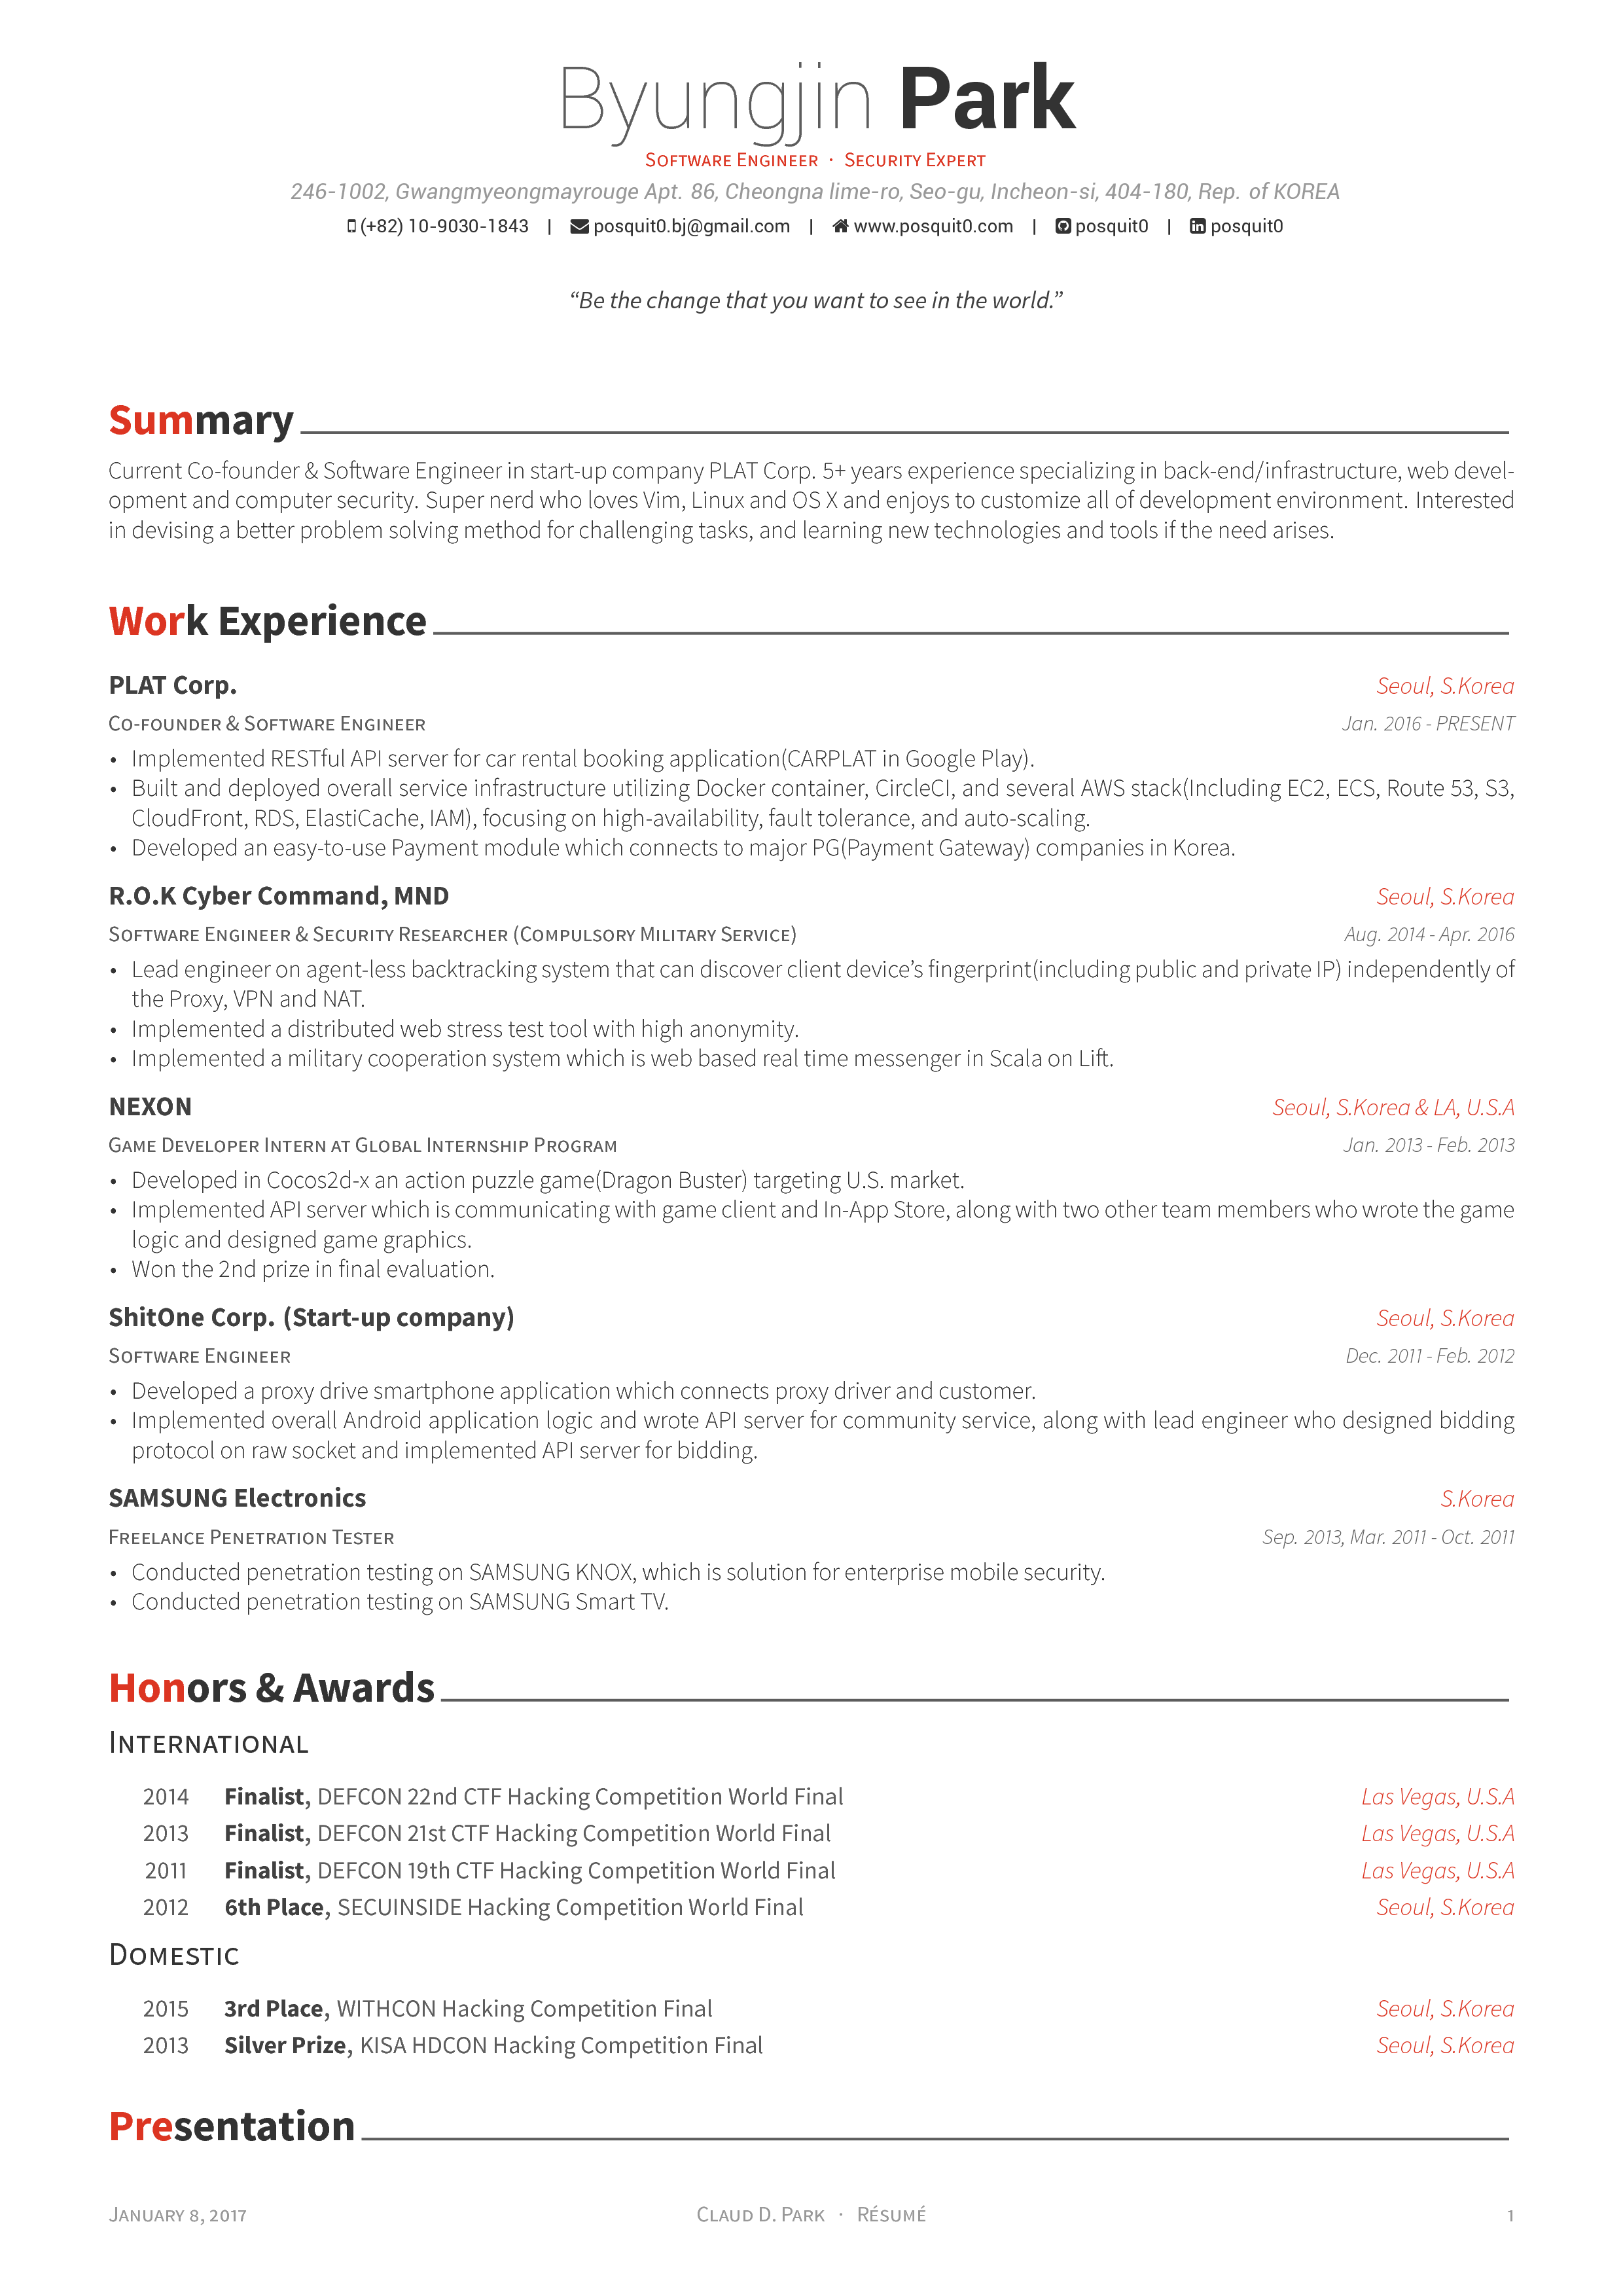 Byungjin Park
Software Engineer · Security Expert
246-1002, Gwangmyeongmayrouge Apt. 86, Cheongna lime-ro, Seo-gu, Incheon-si, 404-180, Rep. of KOREA
(+82) 10-9030-1843 | posquit0.bj@gmail.com | www.posquit0.com | posquit0 | posquit0
“Be the change that you want to see in the world.”
Summary
Current Co-founder & Software Engineer in start-up company PLAT Corp. 5+ years experience specializing in back-end/infrastructure, web devel-
opment and computer security. Super nerd who loves Vim, Linux and OS X and enjoys to customize all of development environment. Interested
in devising a better problem solving method for challenging tasks, and learning new technologies and tools if the need arises.
Work Experience
PLAT Corp. Seoul, S.Korea
Co-founder & Software Engineer Jan. 2016 - PRESENT
• Implemented RESTful API server for car rental booking application(CARPLAT in Google Play).
• Built and deployed overall service infrastructure utilizing Docker container, CircleCI, and several AWS stack(Including EC2, ECS, Route 53, S3,
CloudFront, RDS, ElastiCache, IAM), focusing on high-availability, fault tolerance, and auto-scaling.
• Developed an easy-to-use Payment module which connects to major PG(Payment Gateway) companies in Korea.
R.O.K Cyber Command, MND Seoul, S.Korea
Software Engineer & Security Researcher (Compulsory Military Service) Aug. 2014 - Apr. 2016
• Lead engineer on agent-less backtracking system that can discover client device’s fingerprint(including public and private IP) independently of
the Proxy, VPN and NAT.
• Implemented a distributed web stress test tool with high anonymity.
• Implemented a military cooperation system which is web based real time messenger in Scala on Lift.
NEXON Seoul, S.Korea & LA, U.S.A
Game Developer Intern at Global Internship Program Jan. 2013 - Feb. 2013
• Developed in Cocos2d-x an action puzzle game(Dragon Buster) targeting U.S. market.
• Implemented API server which is communicating with game client and In-App Store, along with two other team members who wrote the game
logic and designed game graphics.
• Won the 2nd prize in final evaluation.
ShitOne Corp. (Start-up company) Seoul, S.Korea
Software Engineer Dec. 2011 - Feb. 2012
• Developed a proxy drive smartphone application which connects proxy driver and customer.
• Implemented overall Android application logic and wrote API server for community service, along with lead engineer who designed bidding
protocol on raw socket and implemented API server for bidding.
SAMSUNG Electronics S.Korea
Freelance Penetration Tester Sep. 2013, Mar. 2011 - Oct. 2011
• Conducted penetration testing on SAMSUNG KNOX, which is solution for enterprise mobile security.
• Conducted penetration testing on SAMSUNG Smart TV.
Honors & Awards
International
2014 Finalist, DEFCON 22nd CTF Hacking Competition World Final Las Vegas, U.S.A
2013 Finalist, DEFCON 21st CTF Hacking Competition World Final Las Vegas, U.S.A
2011 Finalist, DEFCON 19th CTF Hacking Competition World Final Las Vegas, U.S.A
2012 6th Place, SECUINSIDE Hacking Competition World Final Seoul, S.Korea
Domestic
2015 3rd Place, WITHCON Hacking Competition Final Seoul, S.Korea
2013 Silver Prize, KISA HDCON Hacking Competition Final Seoul, S.Korea
Presentation
January 8, 2017 Claud D. Park · Résumé 1